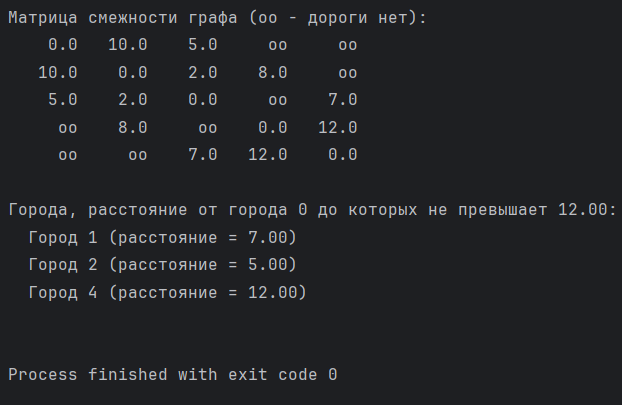 Матрица смежности графа (oo - дороги нет):
0.0 10.0 5.0 oo oo
10.0 0.0 2.0 8.0 oo
5.0 2.0 0.0 oo 7.0
oo 8.0 oo 0.0 12.0
oo oo 7.0 12.0 0.0
Города, расстояние от города 0 до которых не превышает 12.00:
Город 1 (расстояние = 7.00)
Город 2 (расстояние = 5.00)
Город 4 (расстояние = 12.00)
Process finished with exit code 0